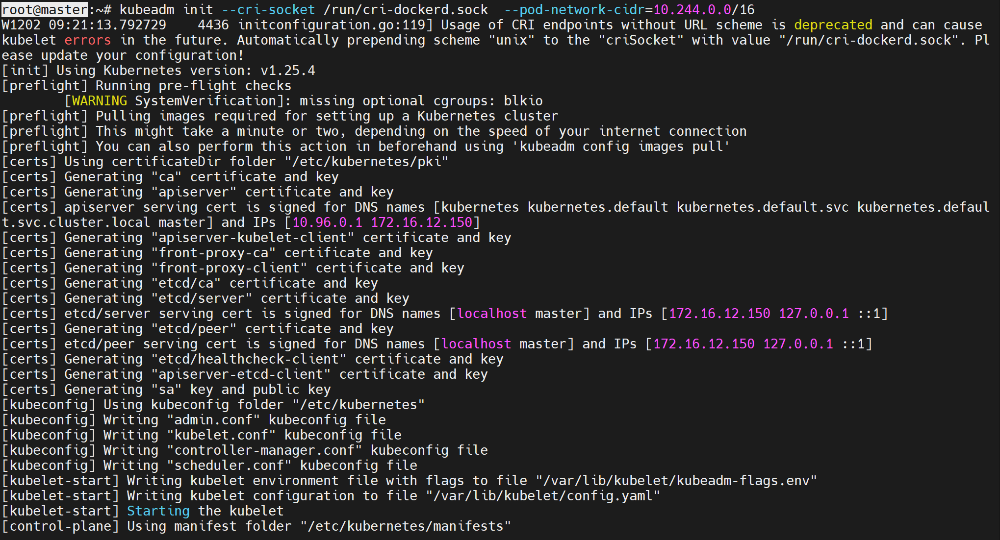 root@master:~# kubeadm init --cri-socket /run/cri-dockerd.sock  --pod-network-cidr=10.244.0.0/16
W1202 09:21:13.792729    4436 initconfiguration.go:119] Usage of CRI endpoints without URL scheme is deprecated and can cause
kubelet errors in the future. Automatically prepending scheme "unix" to the "criSocket" with value "/run/cri-dockerd.sock". Pl
ease update your configuration!
[init] Using Kubernetes version: v1.25.4
[preflight] Running pre-flight checks
        [WARNING SystemVerification]: missing optional cgroups: blkio
[preflight] Pulling images required for setting up a Kubernetes cluster
[preflight] This might take a minute or two, depending on the speed of your internet connection
[preflight] You can also perform this action in beforehand using 'kubeadm config images pull'
[certs] Using certificateDir folder "/etc/kubernetes/pki"
[certs] Generating "ca" certificate and key
[certs] Generating "apiserver" certificate and key
[certs] apiserver serving cert is signed for DNS names [kubernetes kubernetes.default kubernetes.default.svc kubernetes.defaul
t.svc.cluster.local master] and IPs [10.96.0.1 172.16.12.150]
[certs] Generating "apiserver-kubelet-client" certificate and key
[certs] Generating "front-proxy-ca" certificate and key
[certs] Generating "front-proxy-client" certificate and key
[certs] Generating "etcd/ca" certificate and key
[certs] Generating "etcd/server" certificate and key
[certs] etcd/server serving cert is signed for DNS names [localhost master] and IPs [172.16.12.150 127.0.0.1 ::1]
[certs] Generating "etcd/peer" certificate and key
[certs] etcd/peer serving cert is signed for DNS names [localhost master] and IPs [172.16.12.150 127.0.0.1 ::1]
[certs] Generating "etcd/healthcheck-client" certificate and key
[certs] Generating "apiserver-etcd-client" certificate and key
[certs] Generating "sa" key and public key
[kubeconfig] Using kubeconfig folder "/etc/kubernetes"
[kubeconfig] Writing "admin.conf" kubeconfig file
[kubeconfig] Writing "kubelet.conf" kubeconfig file
[kubeconfig] Writing "controller-manager.conf" kubeconfig file
[kubeconfig] Writing "scheduler.conf" kubeconfig file
[kubelet-start] Writing kubelet environment file with flags to file "/var/lib/kubelet/kubeadm-flags.env"
[kubelet-start] Writing kubelet configuration to file "/var/lib/kubelet/config.yaml"
[kubelet-start] Starting the kubelet
[control-plane] Using manifest folder "/etc/kubernetes/manifests"